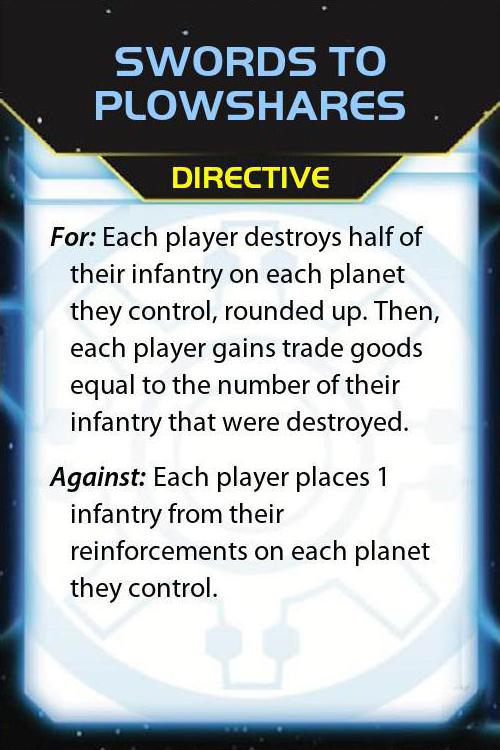 SWORDS TO
PLOWSHARES
DIRECTIVE
For: Each player destroys half of
their infantry on each planet
they control, rounded up. Then,
each player gains trade goods
equal to the number of their
infantry that were destroyed.
Against: Each player places 1
infantry from their
reinforcements on each planet
they control.